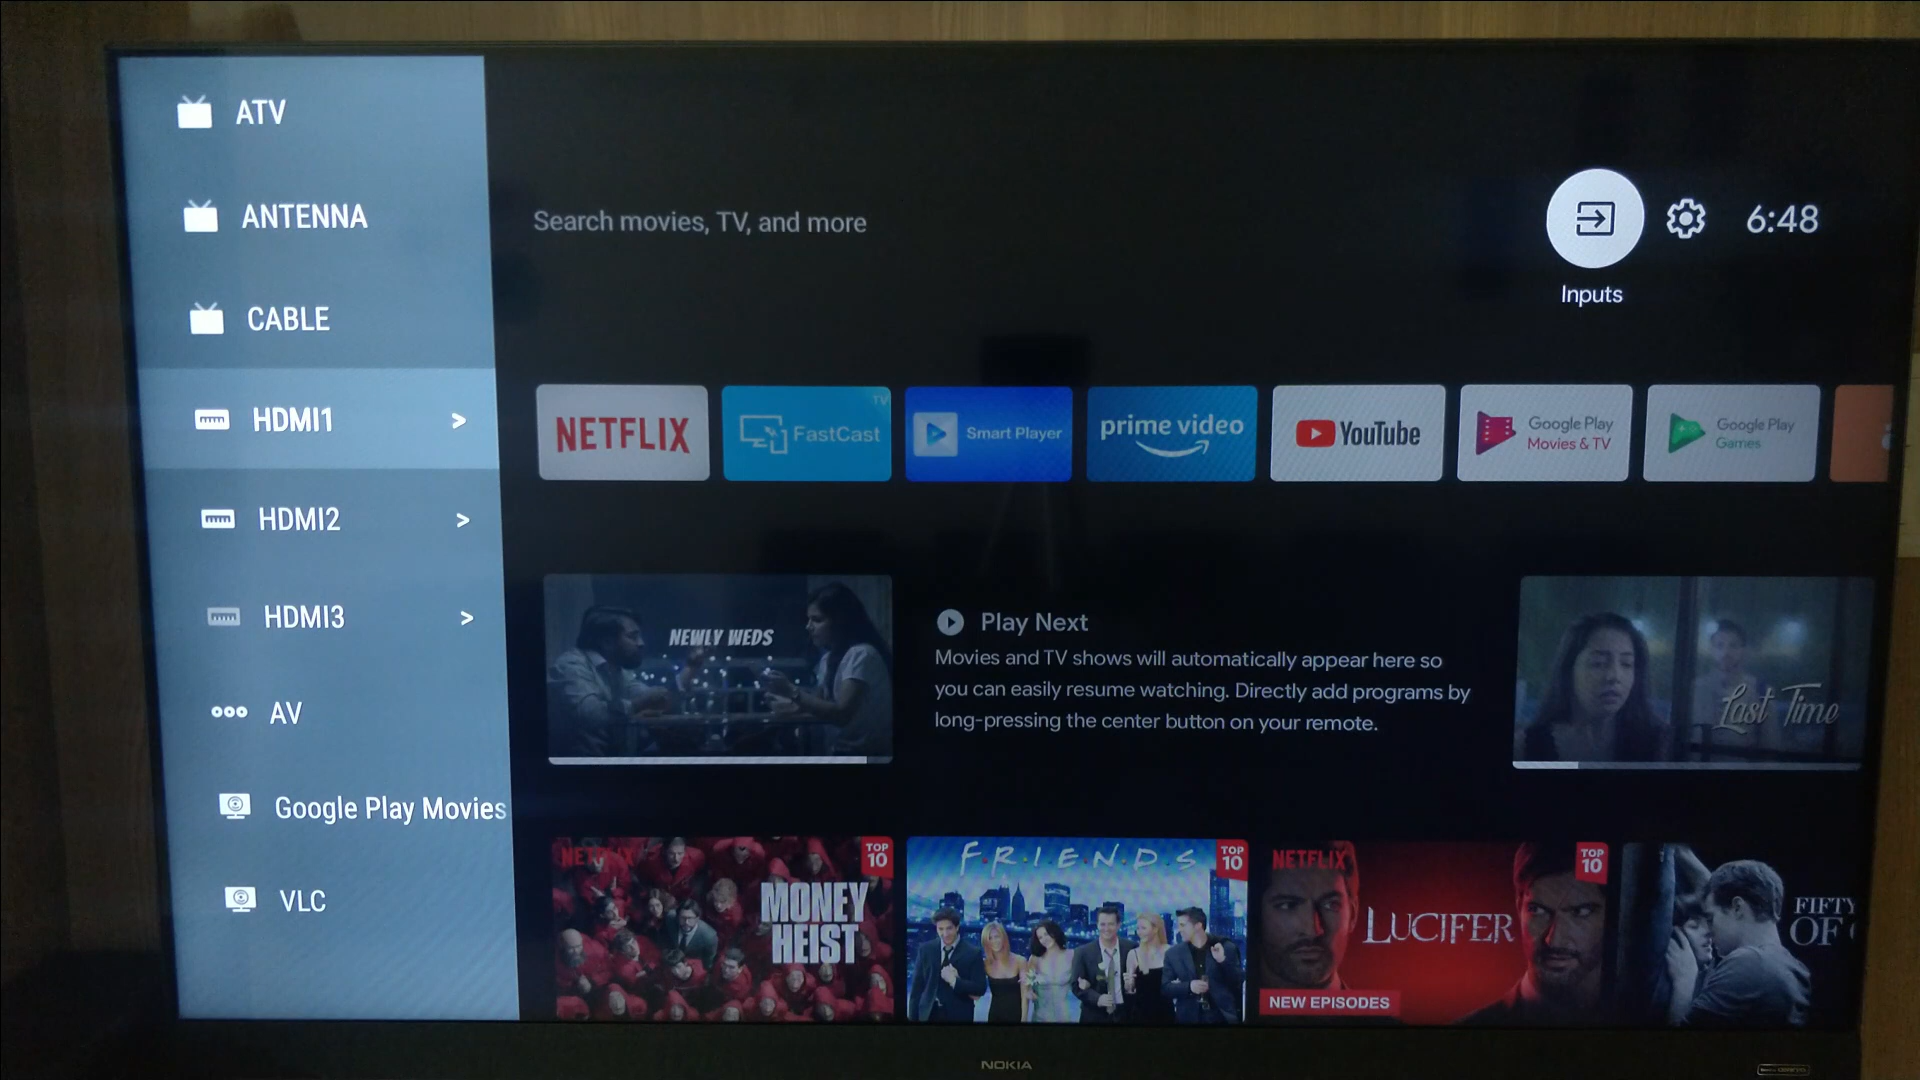 ATV
ANTENNA
CABLE
HDMI1 >
HDMI2 >
HDMI3 >
AV
Google Play Movies
VLC
Search movies, TV, and more
6:48
Inputs
NETFLIX
FastCast TV
Smart Player
prime video
YouTube
Google Play
Movies & TV
Google Play
Games
NEWLY WEDS
Play Next
Movies and TV shows will automatically appear here so
you can easily resume watching. Directly add programs by
long-pressing the center button on your remote.
Last Time
NETFLIX
TOP
10
MONEY
HEIST
F·R·I·E·N·D·S
TOP
10
NETFLIX
TOP
10
LUCIFER
NEW EPISODES
FIFTY
OF
NOKIA